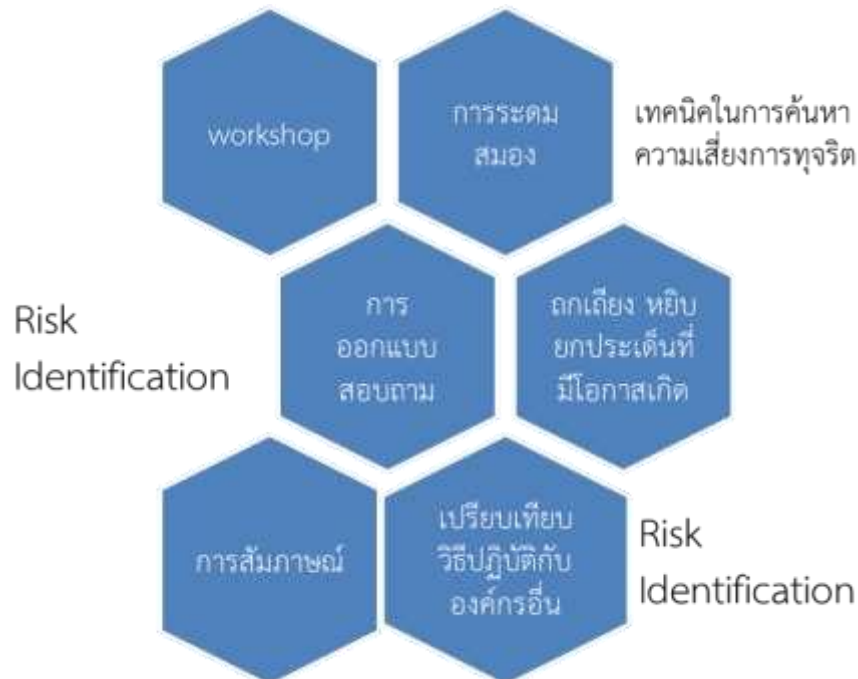 workshop
การระดม
สมอง
เทคนิคในการค้นหา
ความเสี่ยงการทุจริต
Risk
Identification
การ
ออกแบบ
สอบถาม
ถกเถียง หยิบ
ยกประเด็นที่
มีโอกาสเกิด
การสัมภาษณ์
เปรียบเทียบ
วิธีปฏิบัติกับ
องค์กรอื่น
Risk
Identification